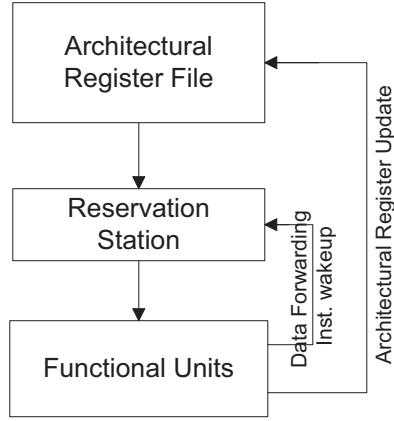 Architectural
Register File
Reservation
Station
Data Forwarding
Inst. wakeup
Architectural Register Update
Functional Units